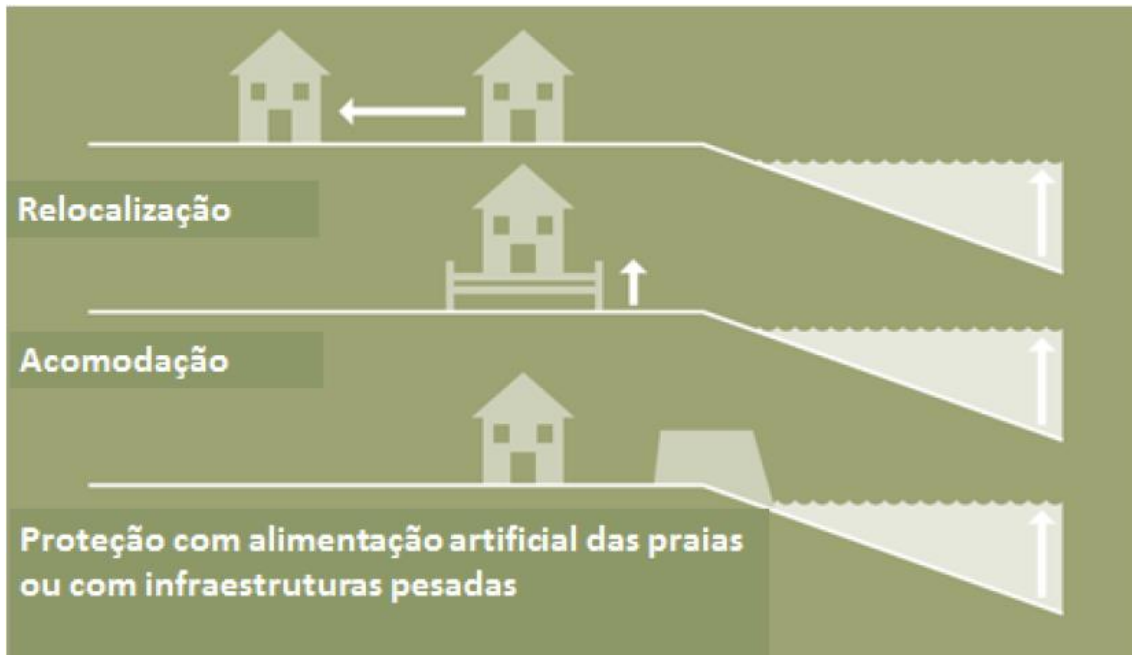 Relocalização
Acomodação
Proteção com alimentação artificial das praias
ou com infraestruturas pesadas